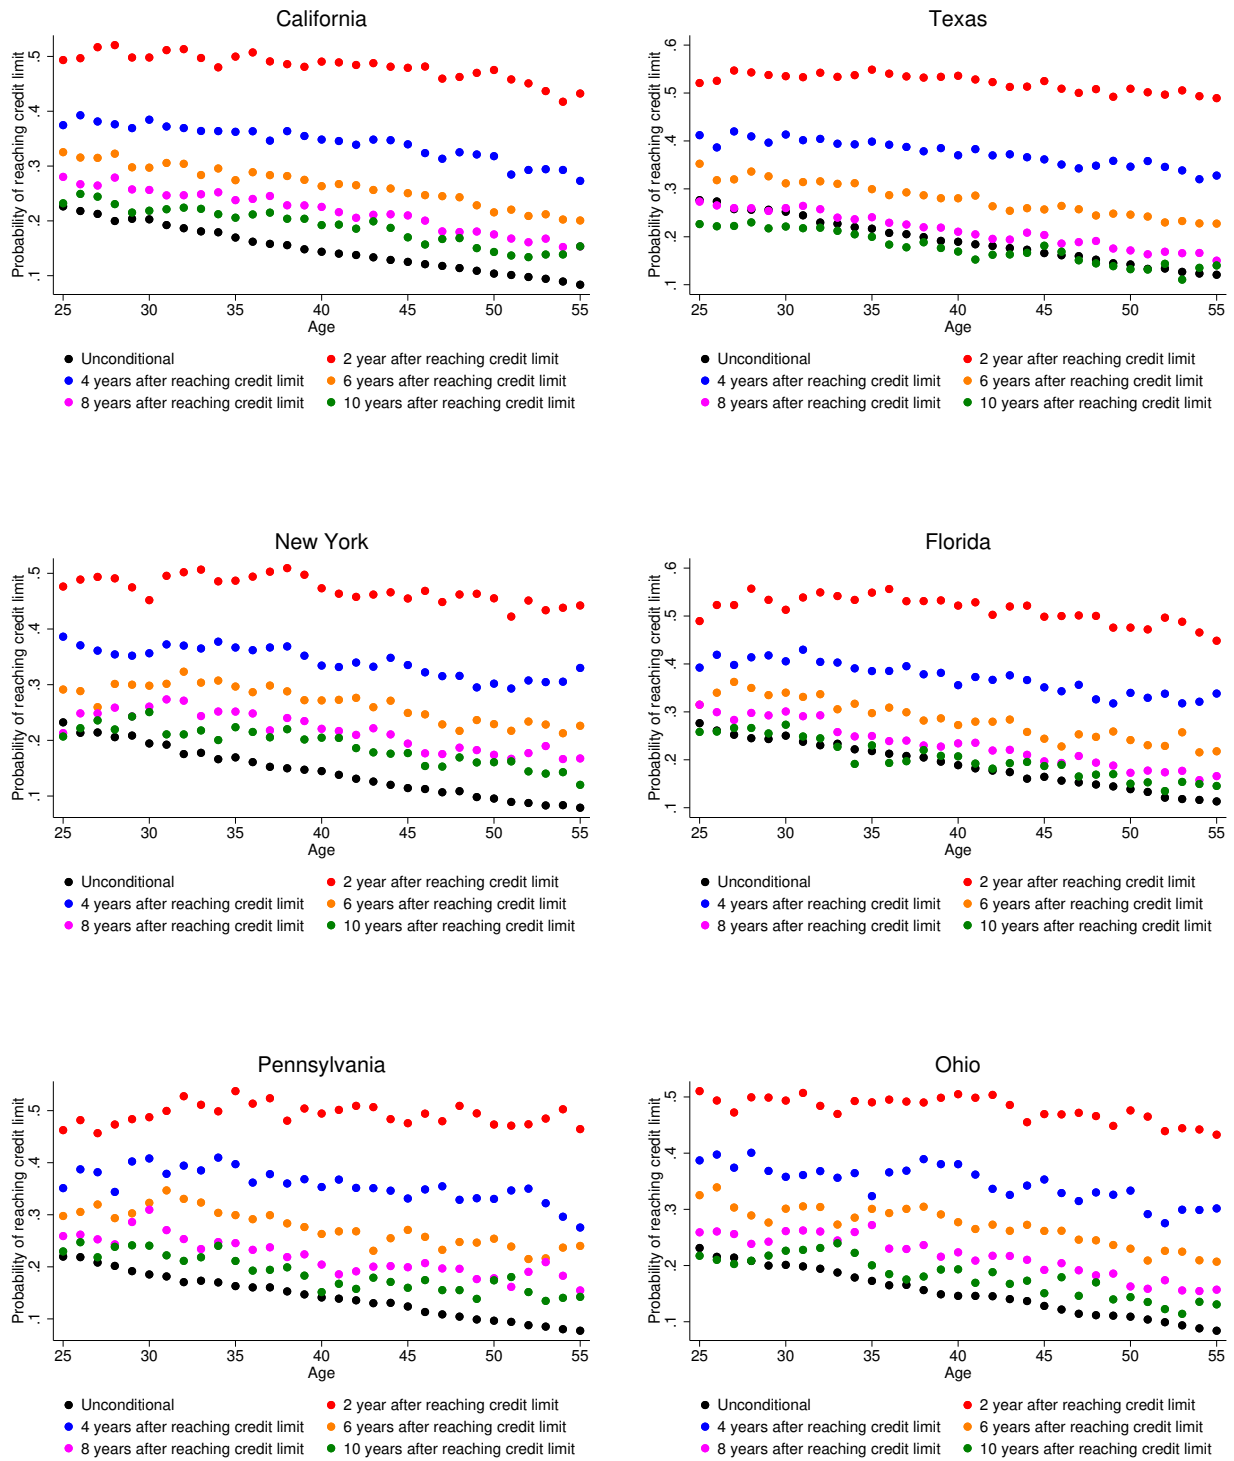 California
Probability of reaching credit limit
.5
.4
.3
.2
.1
25 30 35 40 45 50 55
Age
Unconditional 2 year after reaching credit limit
4 years after reaching credit limit 6 years after reaching credit limit
8 years after reaching credit limit 10 years after reaching credit limit
Texas
Probability of reaching credit limit
.6
.5
.4
.3
.2
.1
25 30 35 40 45 50 55
Age
Unconditional 2 year after reaching credit limit
4 years after reaching credit limit 6 years after reaching credit limit
8 years after reaching credit limit 10 years after reaching credit limit
New York
Probability of reaching credit limit
.5
.4
.3
.2
.1
25 30 35 40 45 50 55
Age
Unconditional 2 year after reaching credit limit
4 years after reaching credit limit 6 years after reaching credit limit
8 years after reaching credit limit 10 years after reaching credit limit
Florida
Probability of reaching credit limit
.6
.5
.4
.3
.2
.1
25 30 35 40 45 50 55
Age
Unconditional 2 year after reaching credit limit
4 years after reaching credit limit 6 years after reaching credit limit
8 years after reaching credit limit 10 years after reaching credit limit
Pennsylvania
Probability of reaching credit limit
.5
.4
.3
.2
.1
25 30 35 40 45 50 55
Age
Unconditional 2 year after reaching credit limit
4 years after reaching credit limit 6 years after reaching credit limit
8 years after reaching credit limit 10 years after reaching credit limit
Ohio
Probability of reaching credit limit
.5
.4
.3
.2
.1
25 30 35 40 45 50 55
Age
Unconditional 2 year after reaching credit limit
4 years after reaching credit limit 6 years after reaching credit limit
8 years after reaching credit limit 10 years after reaching credit limit